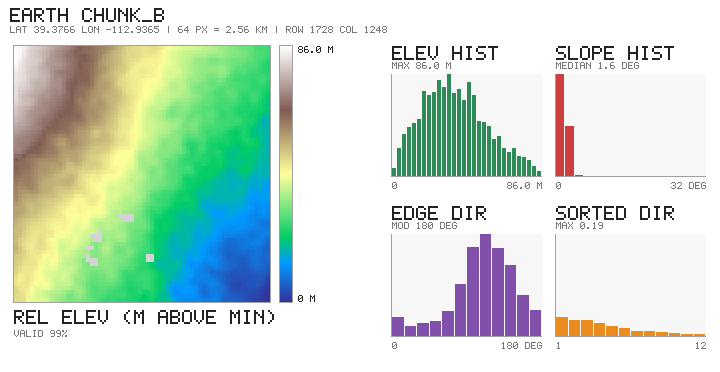 EARTH CHUNK_B
LAT 39.3766 LON -112.9365 | 64 PX = 2.56 KM | ROW 1728 COL 1248
86.0 M
0 M
REL ELEV (M ABOVE MIN)
VALID 99%
ELEV HIST
MAX 86.0 M
0 86.0 M
SLOPE HIST
MEDIAN 1.6 DEG
0 32 DEG
EDGE DIR
MOD 180 DEG
0 180 DEG
SORTED DIR
MAX 0.19
1 12